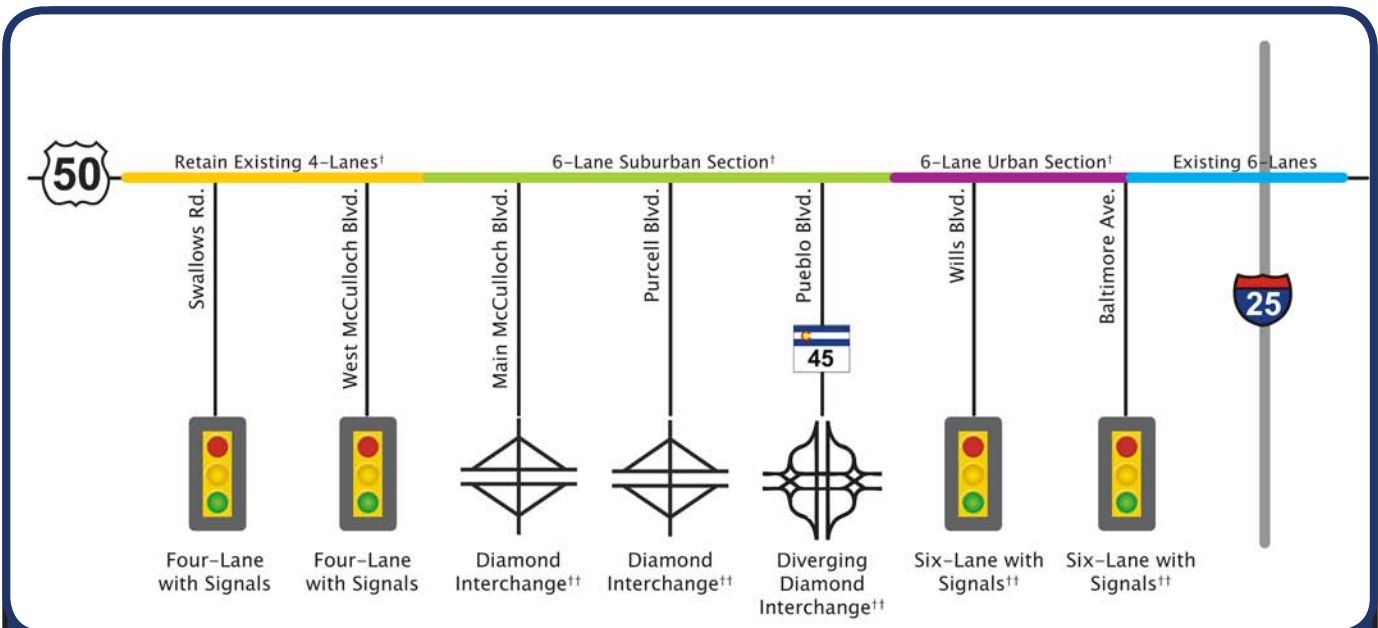 Retain Existing 4-Lanes†
6-Lane Suburban Section†
6-Lane Urban Section†
Existing 6-Lanes
50
Swallows Rd.
West McCulloch Blvd.
Main McCulloch Blvd.
Purcell Blvd.
Pueblo Blvd.
Wills Blvd.
Baltimore Ave.
25
45
Four-Lane
with Signals
Four-Lane
with Signals
Diamond
Interchange††
Diamond
Interchange††
Diverging
Diamond
Interchange††
Six-Lane with
Signals††
Six-Lane with
Signals††